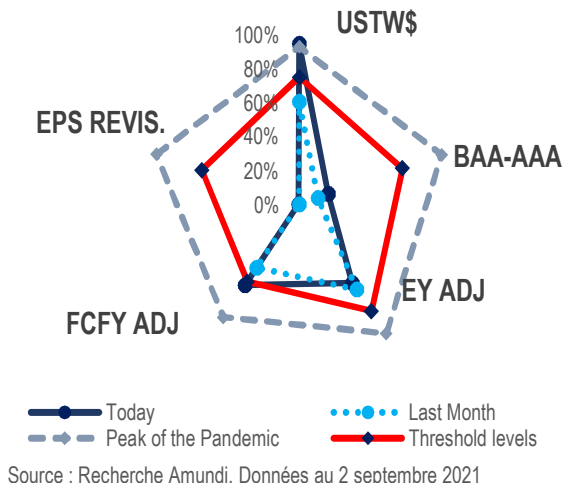 USTW$
100%
80%
60%
40%
20%
0%
EPS REVIS.
BAA-AAA
EY ADJ
FCFY ADJ
Today
Last Month
Peak of the Pandemic
Threshold levels
Source : Recherche Amundi. Données au 2 septembre 2021